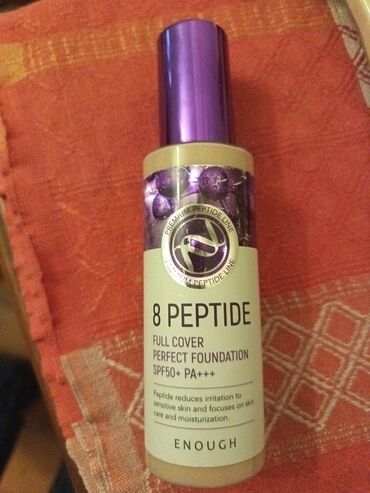 PREMIUM PEPTIDE LINE
PREMIUM PEPTIDE LINE
8 PEPTIDE
FULL COVER
PERFECT FOUNDATION
SPF50+ PA+++
Peptide reduces irritation to
sensitive skin and focuses on skin
care and moisturization.
ENOUGH